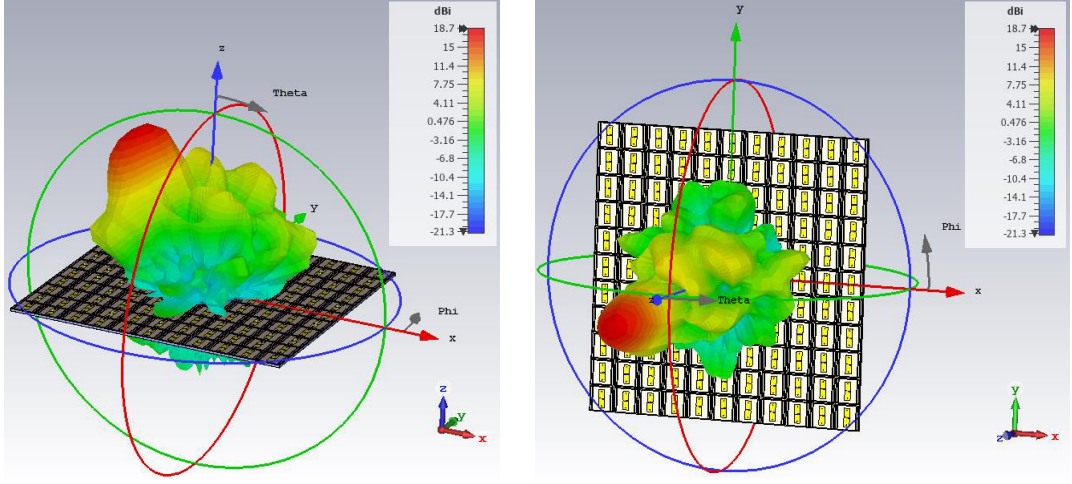 dBi
18.7
15
11.4
7.75
4.11
0.476
-3.16
-6.8
-10.4
-14
-17.7
-21.3
z
Theta
y
Phi
x
z
y
x
dBi
18.7
15
11.4
7.75
4.11
0.476
-3.16
-6.8
-10.4
-14
-17.7
-21.3
y
Phi
x
z
Theta
y
z
x